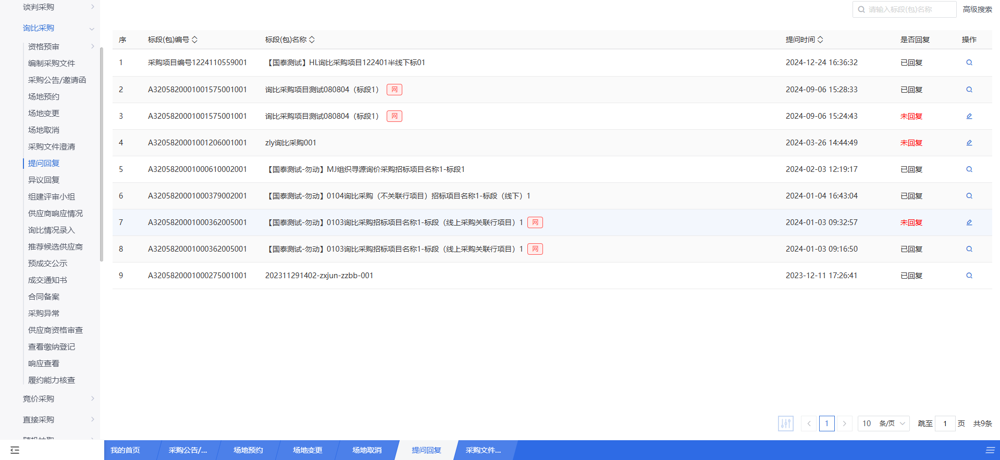 谈判采购
询比采购
资格预审
编制采购文件
采购公告/邀请函
场地预约
场地变更
场地取消
采购文件澄清
提问回复
异议回复
组建评审小组
供应商响应情况
询比情况录入
推荐候选供应商
预成交公示
成交通知书
合同备案
采购异常
供应商资格审查
查看缴纳登记
响应查看
履约能力核查
竞价采购
直接采购
请输入标段(包)名称 高级搜索
序 标段(包)编号 标段(包)名称 提问时间 是否回复 操作
1 采购项目编号1224110559001 【国泰测试】HL询比采购项目122401半线下标01 2024-12-24 16:36:32 已回复
2 A3205820001001575001001 询比采购项目测试080804（标段1） 网 2024-09-06 15:28:33 已回复
3 A3205820001001575001001 询比采购项目测试080804（标段1） 网 2024-09-06 15:24:43 未回复
4 A3205820001001206001001 zly询比采购001 2024-03-26 14:44:49 未回复
5 A3205820001000610002001 【国泰测试-勿动】MJ组织寻源询价采购招标项目名称1-标段1 2024-02-03 12:19:17 已回复
6 A3205820001000379002001 【国泰测试-勿动】0104询比采购（不关联行项目）招标项目名称1-标段（线下）1 2024-01-04 16:43:04 已回复
7 A3205820001000362005001 【国泰测试-勿动】0103询比采购招标项目名称1-标段（线上采购关联行项目）1 网 2024-01-03 09:32:57 未回复
8 A3205820001000362005001 【国泰测试-勿动】0103询比采购招标项目名称1-标段（线上采购关联行项目）1 网 2024-01-03 09:16:50 已回复
9 A3205820001000275001001 202311291402-zxjun-zzbb-001 2023-12-11 17:26:41 已回复
1 10 条/页 跳至 1 页 共9条
我的首页 采购公告/... 场地预约 场地变更 场地取消 提问回复 采购文件...